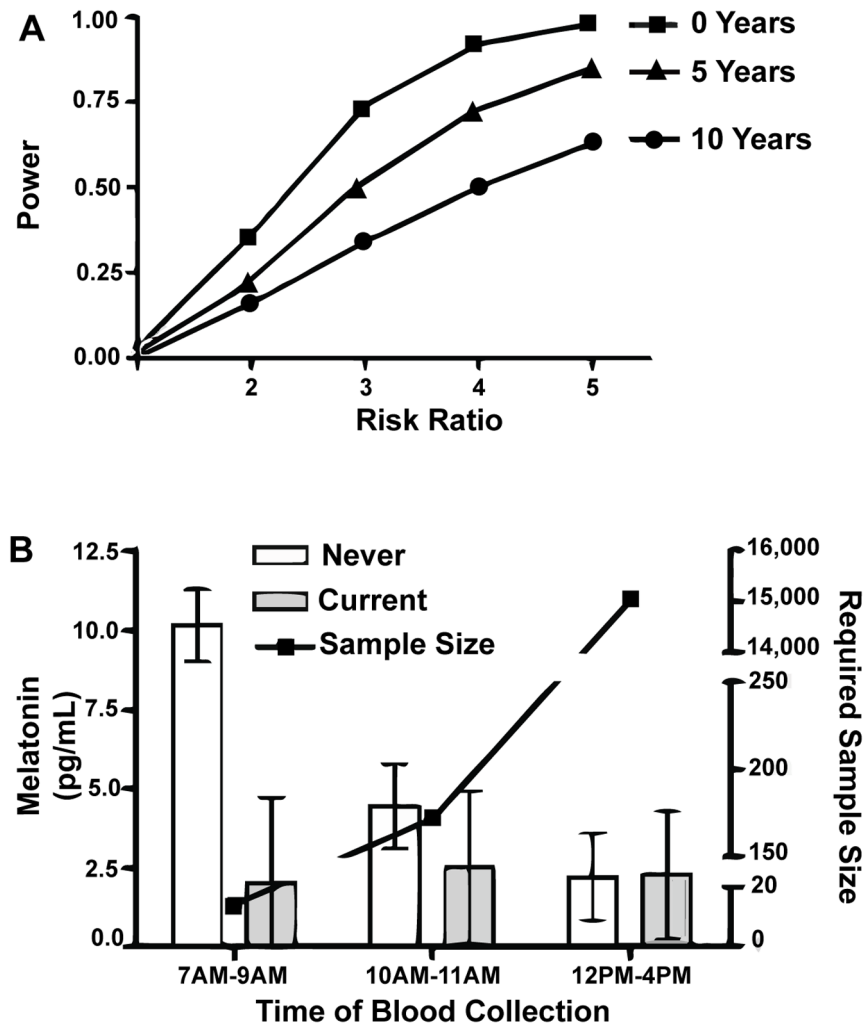 A
Power
1.00
0.75
0.50
0.25
0.00
2 3 4 5
Risk Ratio
0 Years
5 Years
10 Years
B
Melatonin
(pg/mL)
12.5
10.0
7.5
5.0
2.5
0.0
Never
Current
Sample Size
16,000
15,000
14,000
250
200
150
20
0
Required Sample Size
7AM-9AM 10AM-11AM 12PM-4PM
Time of Blood Collection